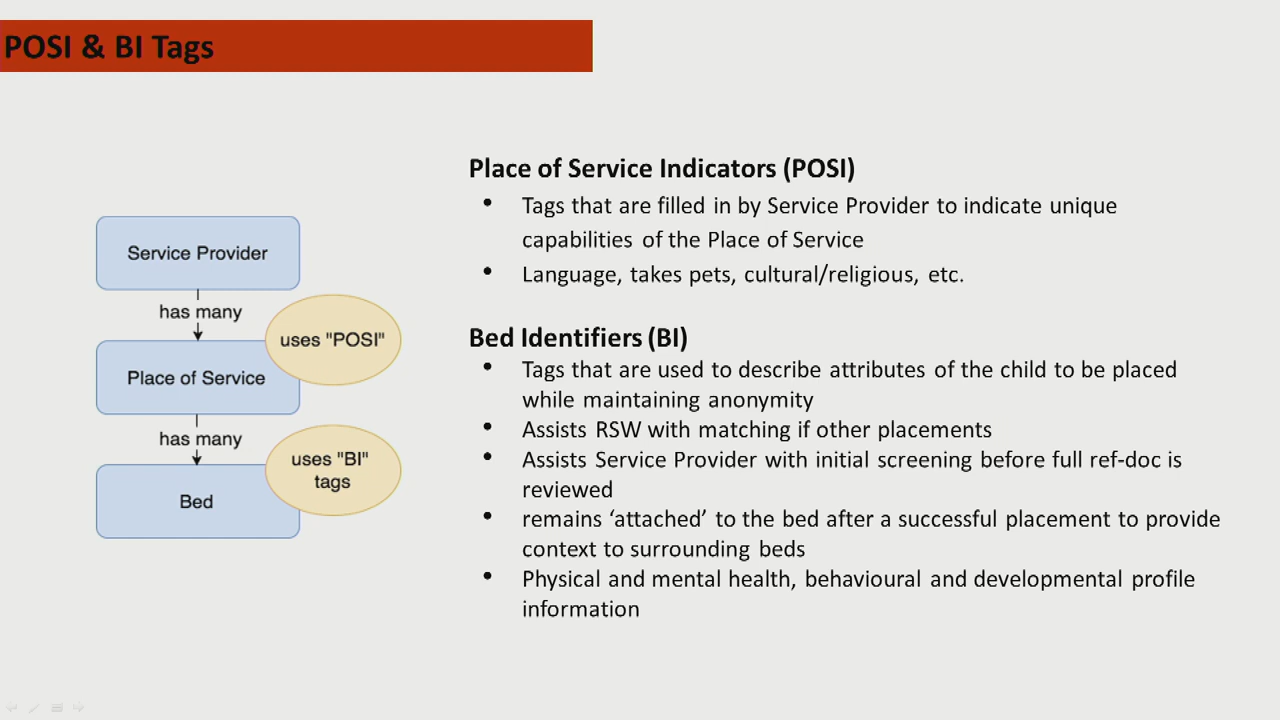 POSI & BI Tags
Service Provider
has many
uses "POSI"
Place of Service
has many
uses "BI"
tags
Bed
Place of Service Indicators (POSI)
• Tags that are filled in by Service Provider to indicate unique
capabilities of the Place of Service
• Language, takes pets, cultural/religious, etc.
Bed Identifiers (BI)
• Tags that are used to describe attributes of the child to be placed
while maintaining anonymity
• Assists RSW with matching if other placements
• Assists Service Provider with initial screening before full ref-doc is
reviewed
• remains ‘attached’ to the bed after a successful placement to provide
context to surrounding beds
• Physical and mental health, behavioural and developmental profile
information